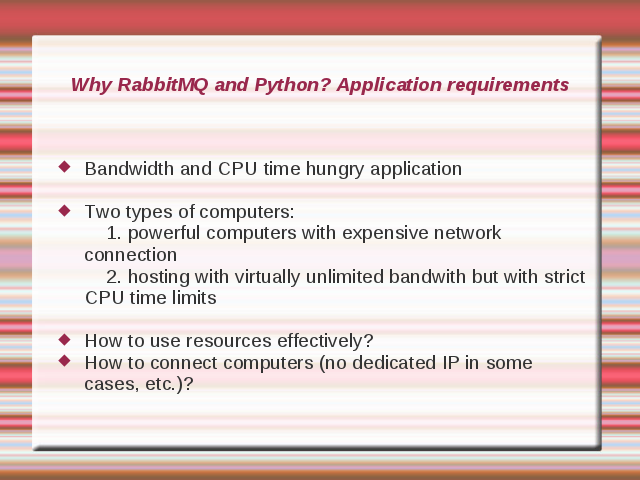 Why RabbitMQ and Python? Application requirements
Bandwidth and CPU time hungry application
Two types of computers:
1. powerful computers with expensive network
connection
2. hosting with virtually unlimited bandwith but with strict
CPU time limits
How to use resources effectively?
How to connect computers (no dedicated IP in some
cases, etc.)?